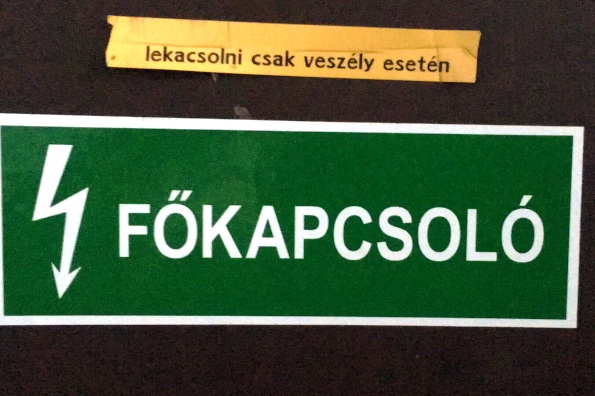 lekacsolni csak veszély esetén
FŐKAPCSOLÓ